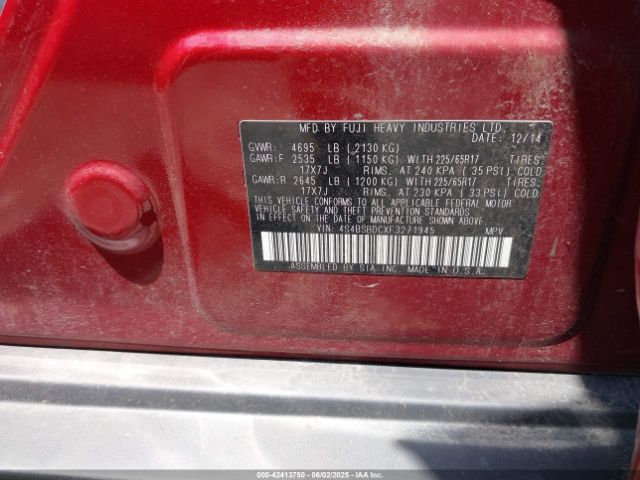 MFD BY FUJI HEAVY INDUSTRIES LTD.
DATE: 12/14
GVWR: 4695 LB (2130 KG)
GAWR:F 2535 LB (1150 KG) WITH 225/65R17 TIRES.
17X7J RIMS. AT 240 KPA (35 PSI) COLD
GAWR:R 2645 LB (1200 KG) WITH 225/65R17 TIRES.
17X7J RIMS. AT 230 KPA (33 PSI) COLD
THIS VEHICLE CONFORMS TO ALL APPLICABLE FEDERAL MOTOR
VEHICLE SAFETY AND THEFT PREVENTION STANDARDS
IN EFFECT ON THE DATE OF MANUFACTURE SHOWN ABOVE.
VIN: 4S4BSBDCXF3271945 MPV
ASSEMBLED BY SIA INC. MADE IN U.S.A.
000-42413750 06/02/2025 - IAAI.COM